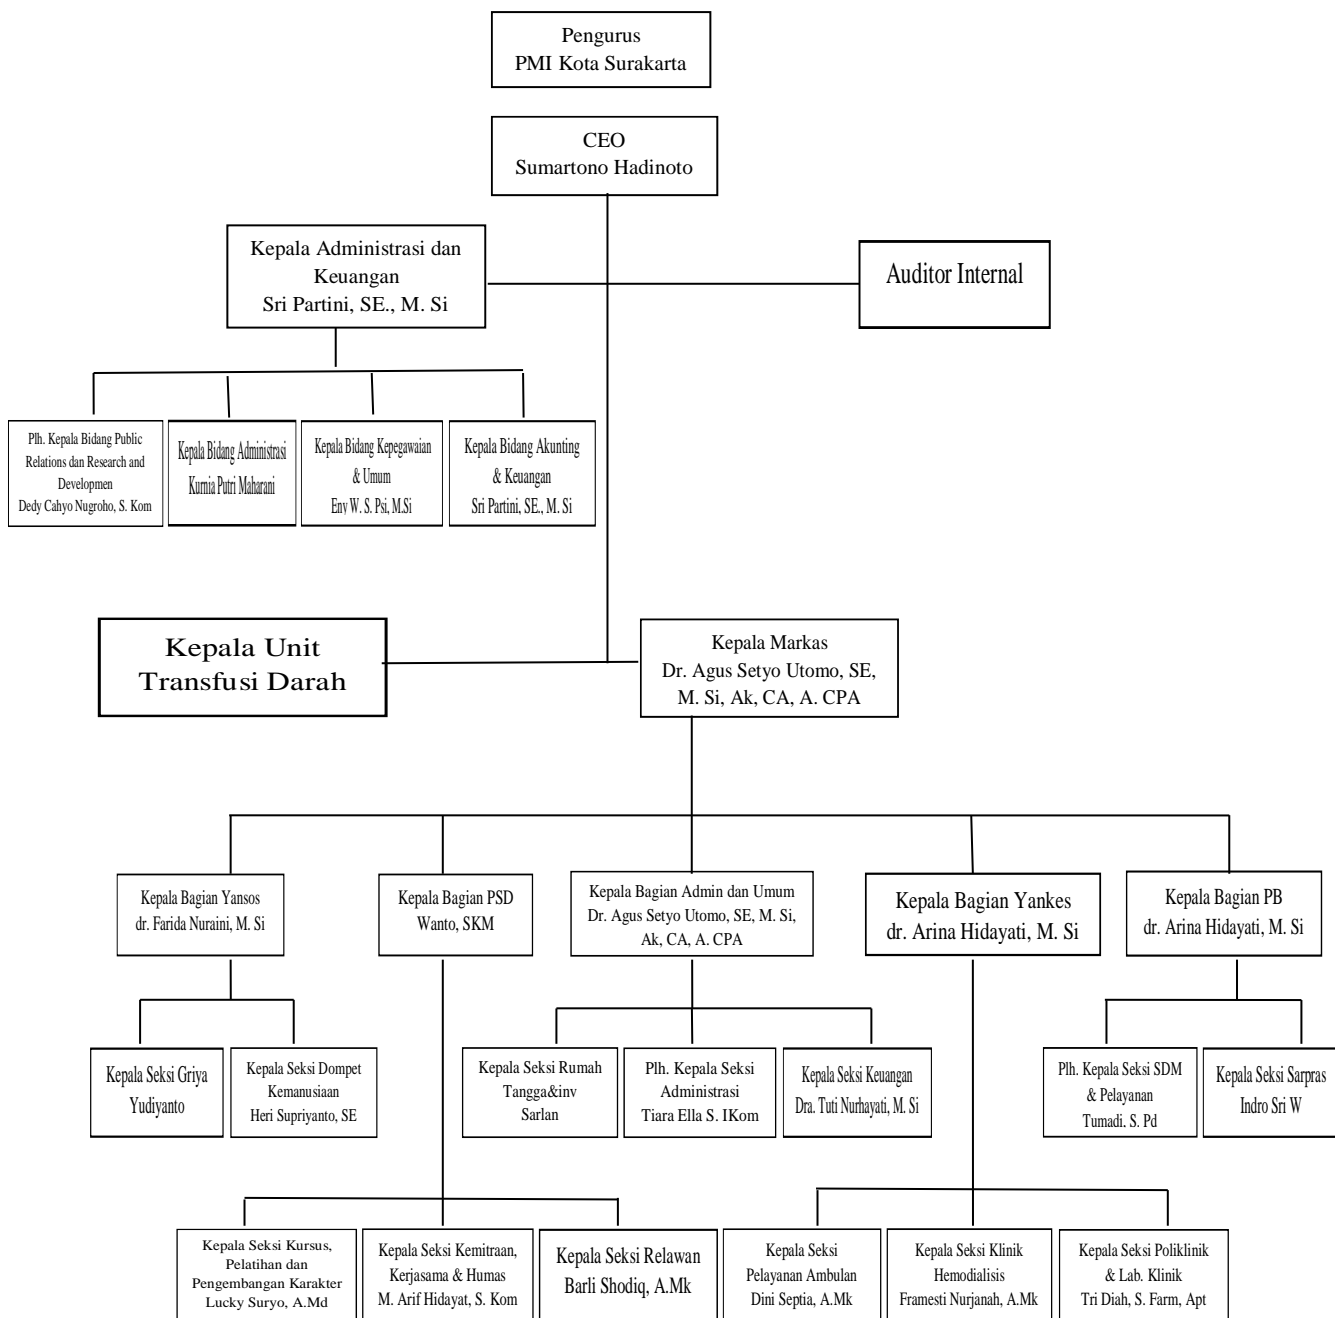 Pengurus
PMI Kota Surakarta
CEO
Sumartono Hadinoto
Kepala Administrasi dan
Keuangan
Sri Partini, SE., M. Si
Auditor Internal
Plh. Kepala Bidang Public
Relations dan Research and
Developmen
Dedy Cahyo Nugroho, S. Kom
Kepala Bidang Administrasi
Kurnia Putri Maharani
Kepala Bidang Kepegawaian
& Umum
Eny W. S. Psi, M.Si
Kepala Bidang Akunting
& Keuangan
Sri Partini, SE., M. Si
Kepala Unit
Transfusi Darah
Kepala Markas
Dr. Agus Setyo Utomo, SE,
M. Si, Ak, CA, A. CPA
Kepala Bagian Yansos
dr. Farida Nuraini, M. Si
Kepala Bagian PSD
Wanto, SKM
Kepala Bagian Admin dan Umum
Dr. Agus Setyo Utomo, SE, M. Si,
Ak, CA, A. CPA
Kepala Bagian Yankes
dr. Arina Hidayati, M. Si
Kepala Bagian PB
dr. Arina Hidayati, M. Si
Kepala Seksi Griya
Yudiyanto
Kepala Seksi Dompet
Kemanusiaan
Heri Supriyanto, SE
Kepala Seksi Rumah
Tangga&inv
Sarlan
Plh. Kepala Seksi
Administrasi
Tiara Ella S. IKom
Kepala Seksi Keuangan
Dra. Tuti Nurhayati, M. Si
Plh. Kepala Seksi SDM
& Pelayanan
Tumadi. S. Pd
Kepala Seksi Sarpras
Indro Sri W
Kepala Seksi Kursus,
Pelatihan dan
Pengembangan Karakter
Lucky Suryo, A.Md
Kepala Seksi Kemitraan,
Kerjasama & Humas
M. Arif Hidayat, S. Kom
Kepala Seksi Relawan
Barli Shodiq, A.Mk
Kepala Seksi
Pelayanan Ambulan
Dini Septia, A.Mk
Kepala Seksi Klinik
Hemodialisis
Framesti Nurjanah, A.Mk
Kepala Seksi Poliklinik
& Lab. Klinik
Tri Diah, S. Farm, Apt